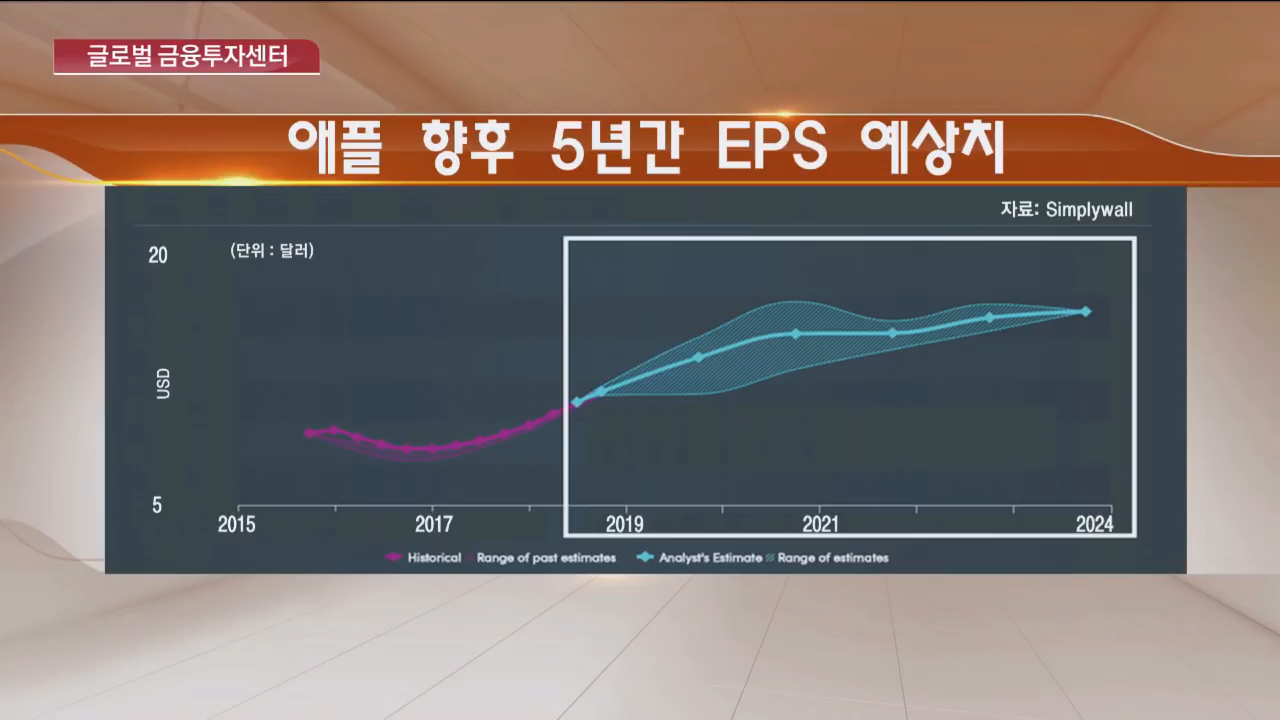 글로벌 금융투자센터
애플 향후 5년간 EPS 예상치
자료: Simplywall
20
(단위 : 달러)
USD
5
2015 2017 2019 2021 2024
Historical Range of past estimates Analyst's Estimate Range of estimates